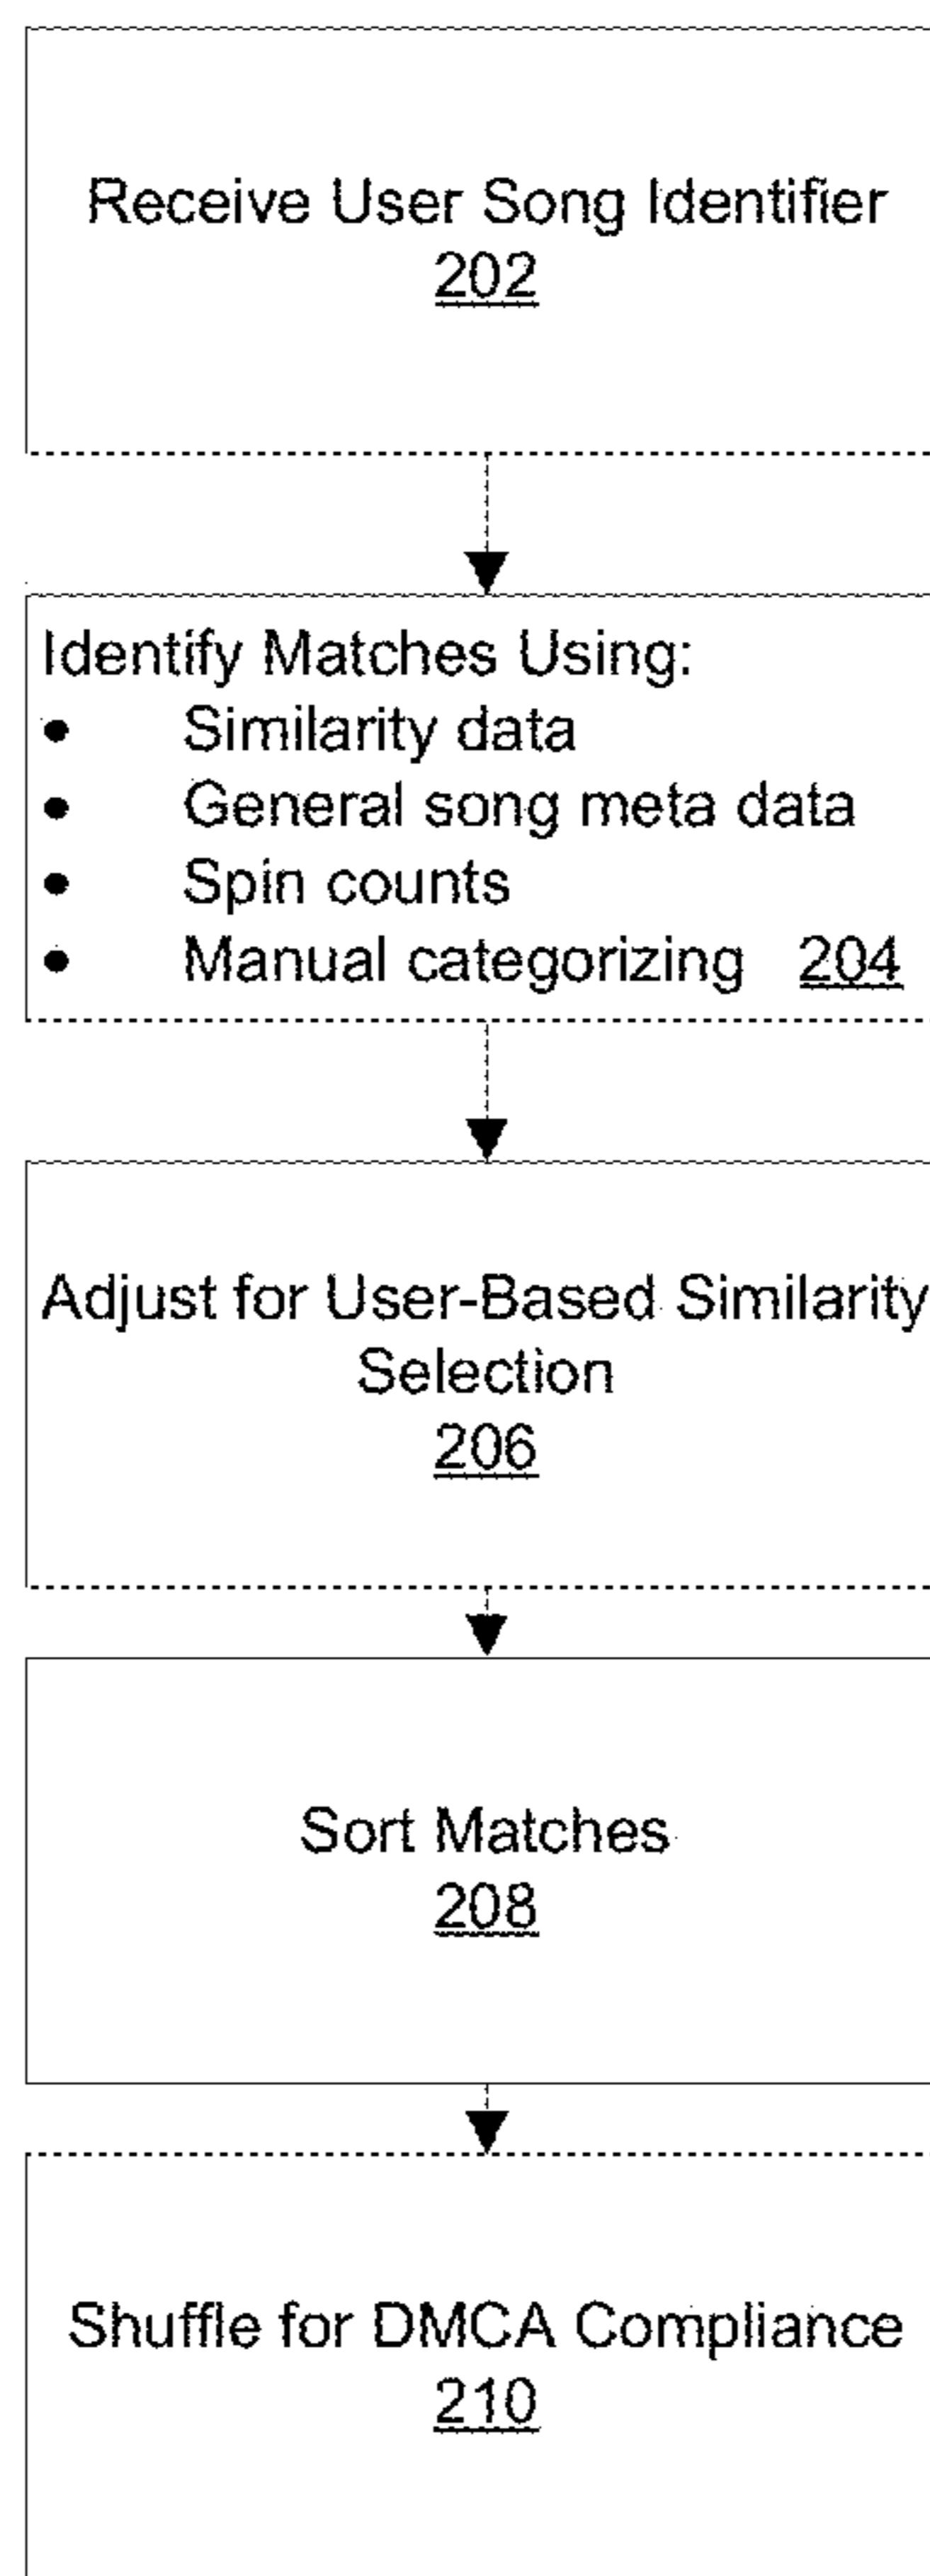 Receive User Song Identifier
202
Identify Matches Using:
• Similarity data
• General song meta data
• Spin counts
• Manual categorizing 204
Adjust for User-Based Similarity
Selection
206
Sort Matches
208
Shuffle for DMCA Compliance
210